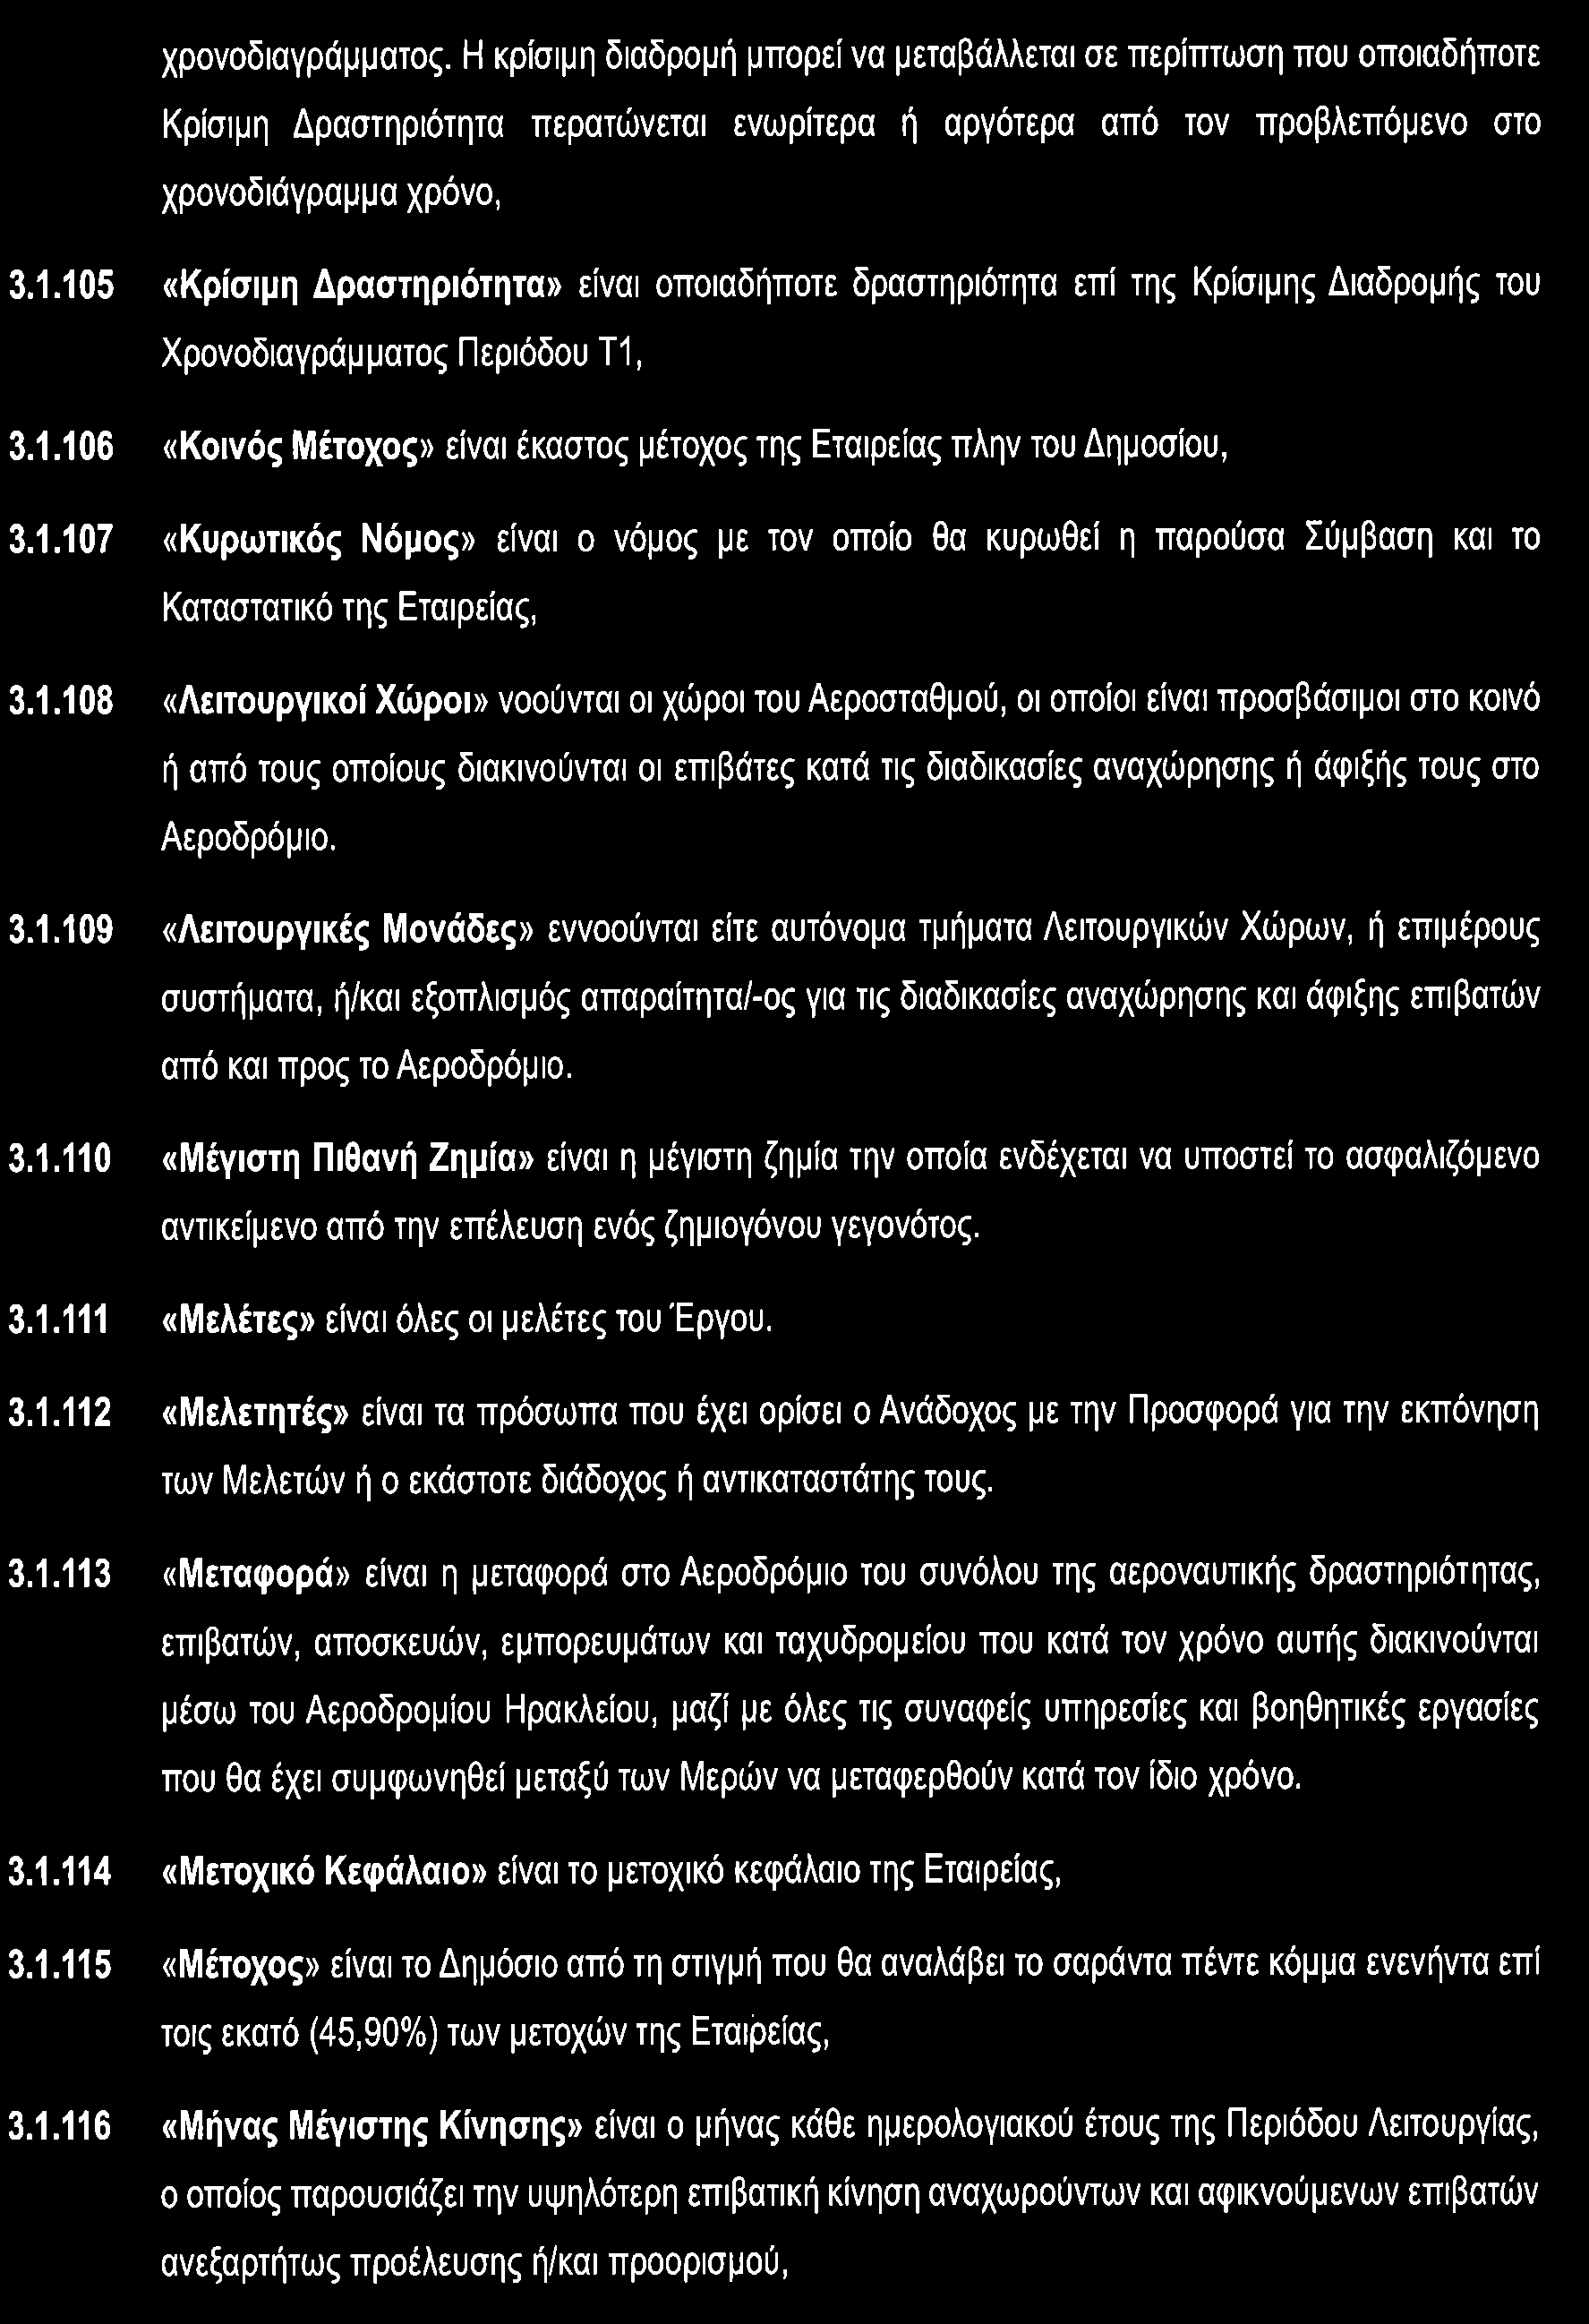 χρονοδιαγράμματος. Η κρίσιμη διαδρομή μπορεί να μεταβάλλεται σε περίπτωση που οποιαδήποτε
Κρίσιμη Δραστηριότητα περατώνεται ενωρίτερα ή αργότερα από τον προβλεπόμενο στο
χρονοδιάγραμμα χρόνο,
3.1.105 «Κρίσιμη Δραστηριότητα» είναι οποιαδήποτε δραστηριότητα επί της Κρίσιμης Διαδρομής του
Χρονοδιαγράμματος Περιόδου Τ1,
3.1.106 «Κοινός Μέτοχος» είναι έκαστος μέτοχος της Εταιρείας πλην του Δημοσίου,
3.1.107 «Κυρωτικός Νόμος» είναι ο νόμος με τον οποίο θα κυρωθεί η παρούσα Σύμβαση και το
Καταστατικό της Εταιρείας,
3.1.108 «Λειτουργικοί Χώροι» νοούνται οι χώροι του Αεροσταθμού, οι οποίοι είναι προσβάσιμοι στο κοινό
ή από τους οποίους διακινούνται οι επιβάτες κατά τις διαδικασίες αναχώρησης ή άφιξής τους στο
Αεροδρόμιο.
3.1.109 «Λειτουργικές Μονάδες» εννοούνται είτε αυτόνομα τμήματα Λειτουργικών Χώρων, ή επιμέρους
συστήματα, ή/και εξοπλισμός απαραίτητα/-ος για τις διαδικασίες αναχώρησης και άφιξης επιβατών
από και προς το Αεροδρόμιο.
3.1.110 «Μέγιστη Πιθανή Ζημία» είναι η μέγιστη ζημία την οποία ενδέχεται να υποστεί το ασφαλιζόμενο
αντικείμενο από την επέλευση ενός ζημιογόνου γεγονότος.
3.1.111 «Μελέτες» είναι όλες οι μελέτες του Έργου.
3.1.112 «Μελετητές» είναι τα πρόσωπα που έχει ορίσει ο Ανάδοχος με την Προσφορά για την εκπόνηση
των Μελετών ή ο εκάστοτε διάδοχος ή αντικαταστάτης τους.
3.1.113 «Μεταφορά» είναι η μεταφορά στο Αεροδρόμιο του συνόλου της αεροναυτικής δραστηριότητας,
επιβατών, αποσκευών, εμπορευμάτων και ταχυδρομείου που κατά τον χρόνο αυτής διακινούνται
μέσω του Αεροδρομίου Ηρακλείου, μαζί με όλες τις συναφείς υπηρεσίες και βοηθητικές εργασίες
που θα έχει συμφωνηθεί μεταξύ των Μερών να μεταφερθούν κατά τον ίδιο χρόνο.
3.1.114 «Μετοχικό Κεφάλαιο» είναι το μετοχικό κεφάλαιο της Εταιρείας,
3.1.115 «Μέτοχος» είναι το Δημόσιο από τη στιγμή που θα αναλάβει το σαράντα πέντε κόμμα ενενήντα επί
τοις εκατό (45,90%) των μετοχών της Εταιρείας,
3.1.116 «Μήνας Μέγιστης Κίνησης» είναι ο μήνας κάθε ημερολογιακού έτους της Περιόδου Λειτουργίας,
ο οποίος παρουσιάζει την υψηλότερη επιβατική κίνηση αναχωρούντων και αφικνούμενων επιβατών
ανεξαρτήτως προέλευσης ή/και προορισμού,